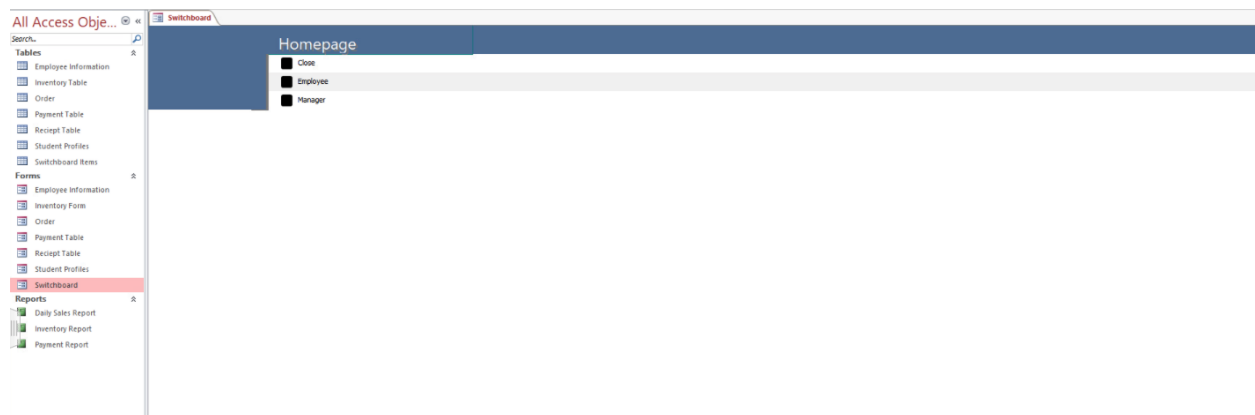 All Access Obje...
Search..
Tables
Employee Information
Inventory Table
Order
Payment Table
Reciept Table
Student Profiles
Switchboard Items
Forms
Employee Information
Inventory Form
Order
Payment Table
Reciept Table
Student Profiles
Switchboard
Reports
Daily Sales Report
Inventory Report
Payment Report
Switchboard
Homepage
Close
Employee
Manager